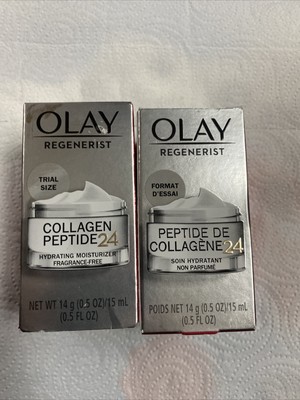 OLAY
REGENERIST
TRIAL
SIZE
COLLAGEN
PEPTIDE24
HYDRATING MOISTURIZER
FRAGRANCE-FREE
NET WT 14 g (0.5 OZ)/15 mL
(0.5 FL OZ)
OLAY
REGENERIST
FORMAT
D'ESSAI
PEPTIDE DE
COLLAGÈNE24
SOIN HYDRATANT
NON PARFUMÉ
POIDS NET 14 g (0.5 OZ)/15 mL
(0.5 FL OZ)